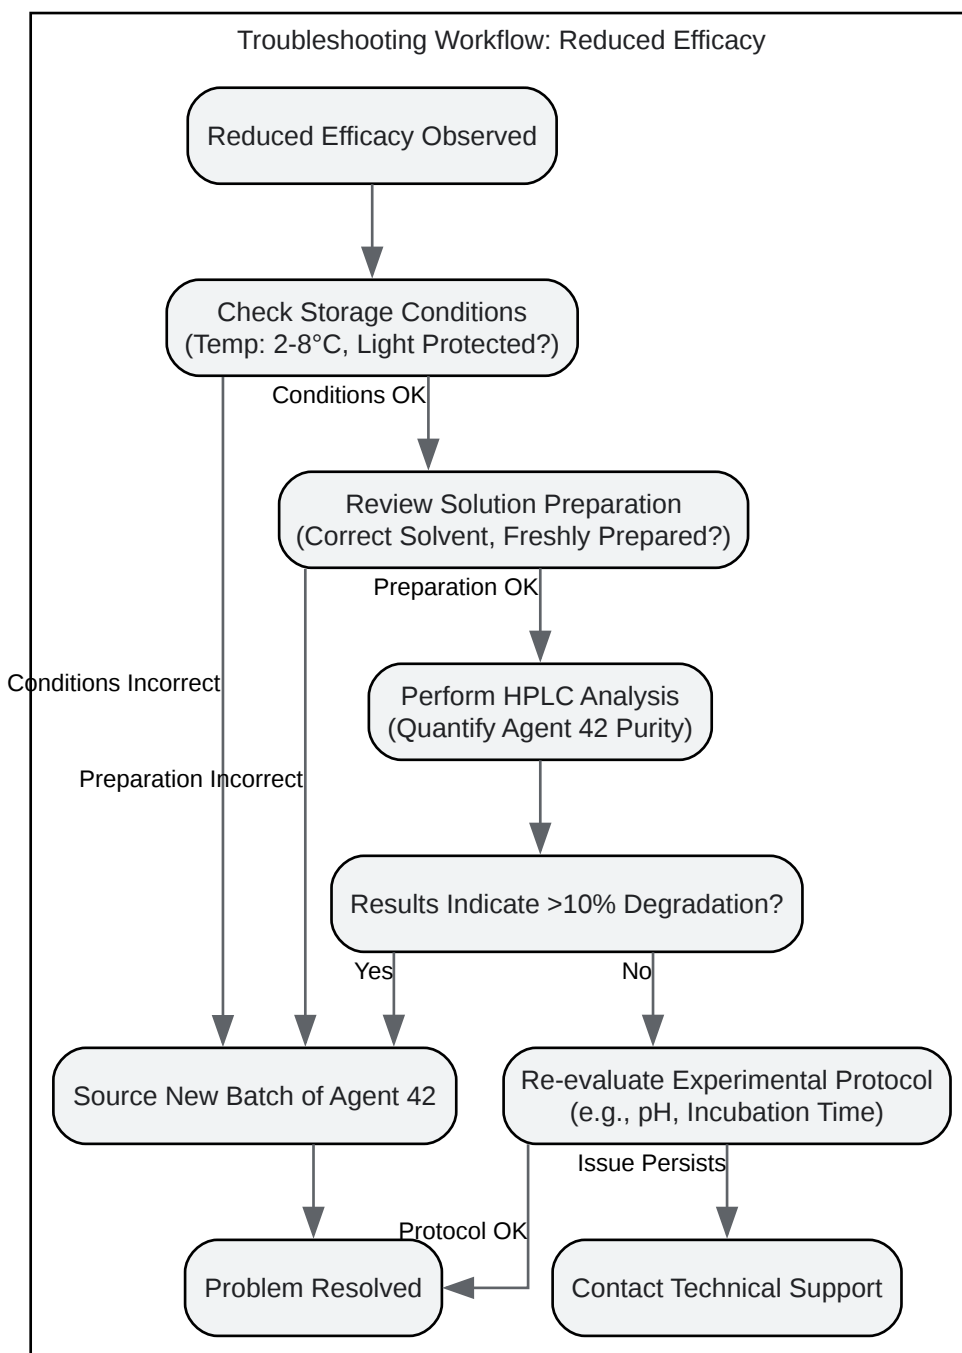 Troubleshooting Workflow: Reduced Efficacy
Reduced Efficacy Observed
Check Storage Conditions
(Temp: 2-8°C, Light Protected?)
Conditions OK
Review Solution Preparation
(Correct Solvent, Freshly Prepared?)
Preparation OK
Conditions Incorrect
Perform HPLC Analysis
(Quantify Agent 42 Purity)
Preparation Incorrect
Results Indicate >10% Degradation?
Yes
No
Source New Batch of Agent 42
Re-evaluate Experimental Protocol
(e.g., pH, Incubation Time)
Issue Persists
Protocol OK
Problem Resolved
Contact Technical Support